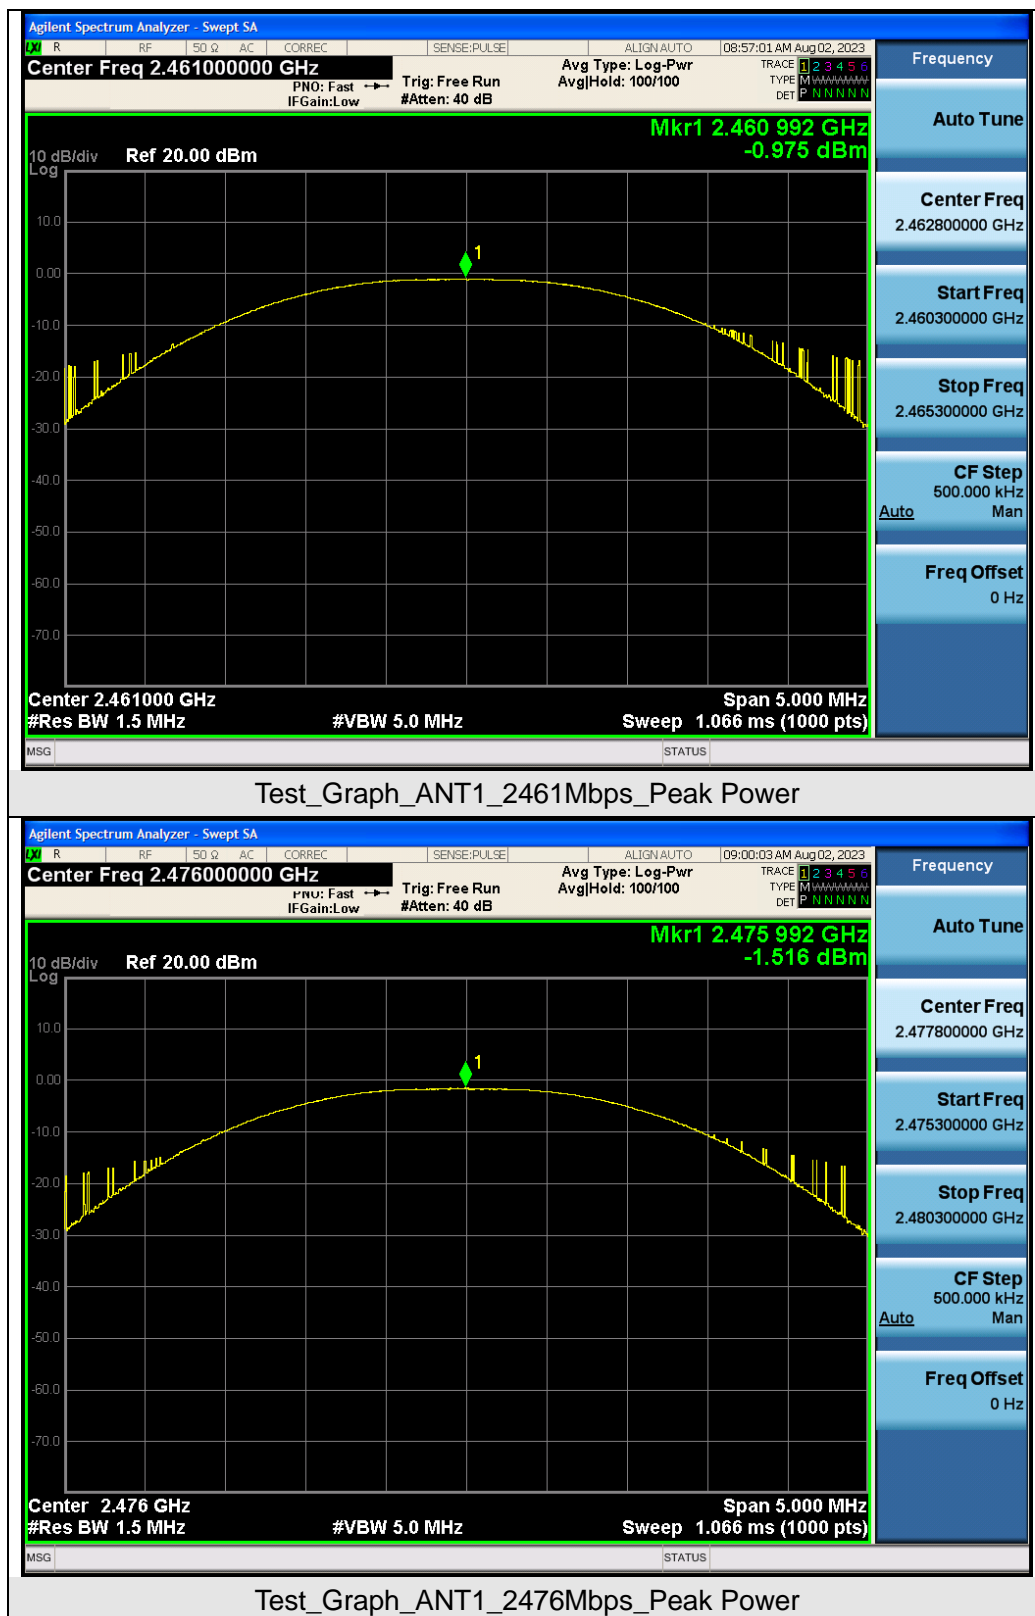 Agilent Spectrum Analyzer - Swept SA
LXI R RF 50 Ω AC CORREC SENSE:PULSE ALIGN AUTO 08:57:01 AM Aug 02, 2023
Center Freq 2.461000000 GHz
PNO: Fast
IFGain:Low
Trig: Free Run
#Atten: 40 dB
Avg Type: Log-Pwr
Avg|Hold: 100/100
TRACE 1 2 3 4 5 6
TYPE M
DET P N N N N N
Mkr1 2.460 992 GHz
-0.975 dBm
10 dB/div Ref 20.00 dBm
Log
10.0
1
0.00
-10.0
-20.0
-30.0
-40.0
-50.0
-60.0
-70.0
Center 2.461000 GHz Span 5.000 MHz
#Res BW 1.5 MHz #VBW 5.0 MHz Sweep 1.066 ms (1000 pts)
MSG STATUS
Frequency
Auto Tune
Center Freq
2.462800000 GHz
Start Freq
2.460300000 GHz
Stop Freq
2.465300000 GHz
CF Step
500.000 kHz
Auto Man
Freq Offset
0 Hz
Test_Graph_ANT1_2461Mbps_Peak Power
Agilent Spectrum Analyzer - Swept SA
LXI R RF 50 Ω AC CORREC SENSE:PULSE ALIGN AUTO 09:00:03 AM Aug 02, 2023
Center Freq 2.476000000 GHz
PNO: Fast
IFGain:Low
Trig: Free Run
#Atten: 40 dB
Avg Type: Log-Pwr
Avg|Hold: 100/100
TRACE 1 2 3 4 5 6
TYPE M
DET P N N N N N
Mkr1 2.475 992 GHz
-1.516 dBm
10 dB/div Ref 20.00 dBm
Log
10.0
1
0.00
-10.0
-20.0
-30.0
-40.0
-50.0
-60.0
-70.0
Center 2.476 GHz Span 5.000 MHz
#Res BW 1.5 MHz #VBW 5.0 MHz Sweep 1.066 ms (1000 pts)
MSG STATUS
Frequency
Auto Tune
Center Freq
2.477800000 GHz
Start Freq
2.475300000 GHz
Stop Freq
2.480300000 GHz
CF Step
500.000 kHz
Auto Man
Freq Offset
0 Hz
Test_Graph_ANT1_2476Mbps_Peak Power